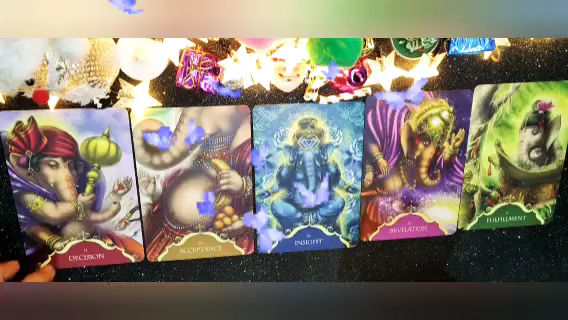 DECISION
ACCEPTANCE
INSIGHT
REVELATION
FULFILLMENT